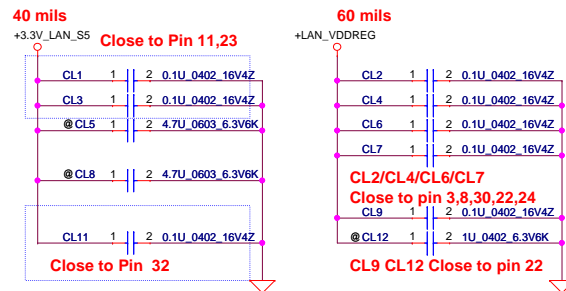 40 mils
60 mils
+3.3V_LAN_S5
Close to Pin 11,23
+LAN_VDDREG
CL1 1 2 0.1U_0402_16V4Z
CL3 1 2 0.1U_0402_16V4Z
@CL5 1 2 4.7U_0603_6.3V6K
@CL8 1 2 4.7U_0603_6.3V6K
CL11 1 2 0.1U_0402_16V4Z
Close to Pin 32
CL2 1 2 0.1U_0402_16V4Z
CL4 1 2 0.1U_0402_16V4Z
CL6 1 2 0.1U_0402_16V4Z
CL7 1 2 0.1U_0402_16V4Z
CL2/CL4/CL6/CL7
Close to pin 3,8,30,22,24
CL9 1 2 0.1U_0402_16V4Z
@CL12 1 2 1U_0402_6.3V6K
CL9 CL12 Close to pin 22